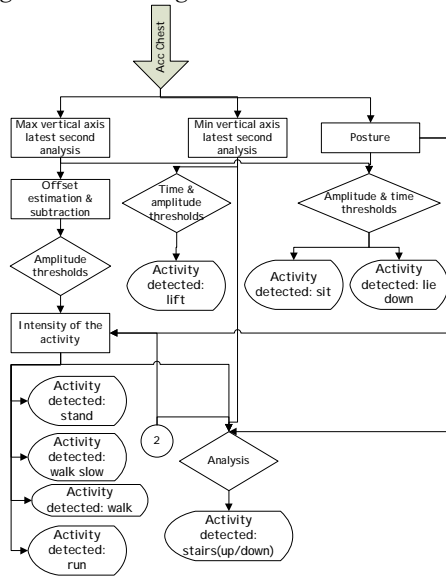 Acc Chest
Max vertical axis
latest second
analysis
Min vertical axis
latest second
analysis
Posture
Offset
estimation &
subtraction
Time &
amplitude
thresholds
Amplitude & time
thresholds
Amplitude
thresholds
Activity
detected:
lift
Activity
detected: sit
Activity
detected: lie
down
Intensity of the
activity
Activity
detected:
stand
2
Activity
detected:
walk slow
Analysis
Activity
detected: walk
Activity
detected:
stairs(up/down)
Activity
detected:
run